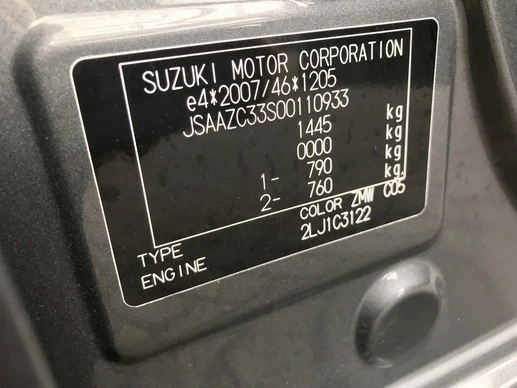 SUZUKI MOTOR CORPORATION
e4*2007/46*1205
JSAAZC33S00110933
1445 kg
0000 kg
1- 790 kg
2- 760 kg
TYPE COLOR ZMW C05
ENGINE 2LJ1C3122